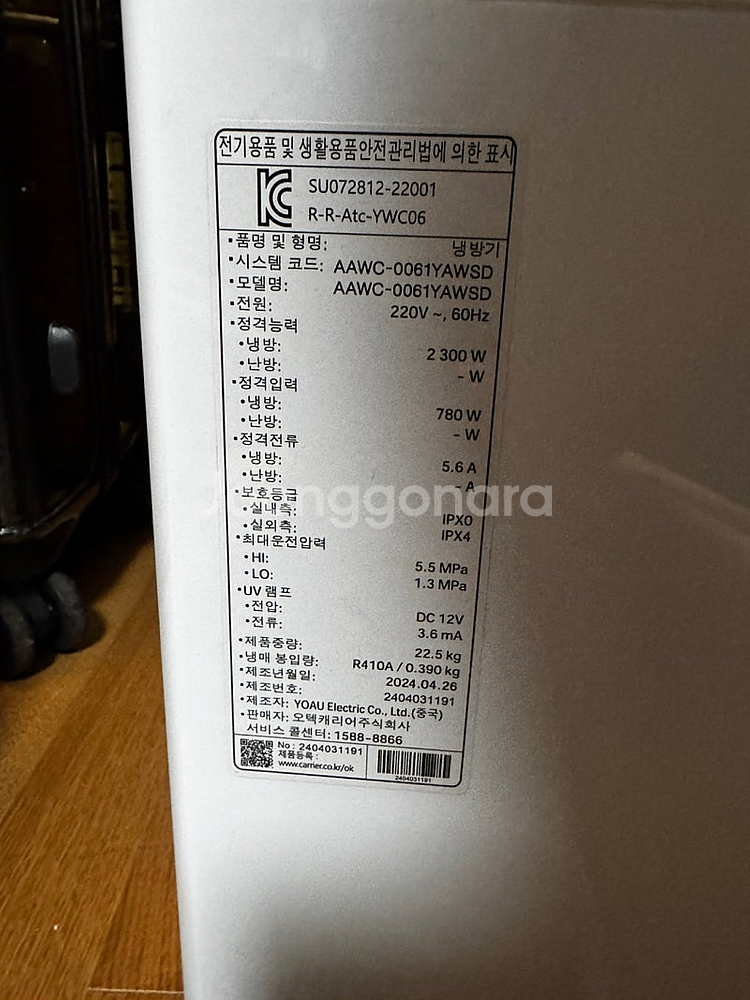 전기용품 및 생활용품안전관리법에 의한 표시
SU072812-22001
R-R-Atc-YWC06
•품명 및 형명: 냉방기
•시스템 코드: AAWC-0061YAWSD
•모델명: AAWC-0061YAWSD
•전원: 220V ~, 60Hz
•정격능력
•냉방: 2 300 W
•난방: - W
•정격입력
•냉방: 780 W
•난방: - W
•정격전류
•냉방: 5.6 A
•난방: - A
•보호등급
•실내측: IPX0
•실외측: IPX4
•최대운전압력
•HI: 5.5 MPa
•LO: 1.3 MPa
•UV 램프
•전압: DC 12V
•전류: 3.6 mA
•제품중량: 22.5 kg
•냉매 봉입량: R410A / 0.390 kg
•제조년월일: 2024.04.26
•제조번호: 2404031191
•제조자: YOAU Electric Co., Ltd.(중국)
•판매자: 오텍캐리어주식회사
서비스 콜센터: 1588-8866
No : 2404031191
제품등록 :
www.carrier.co.kr/ok
2404031191